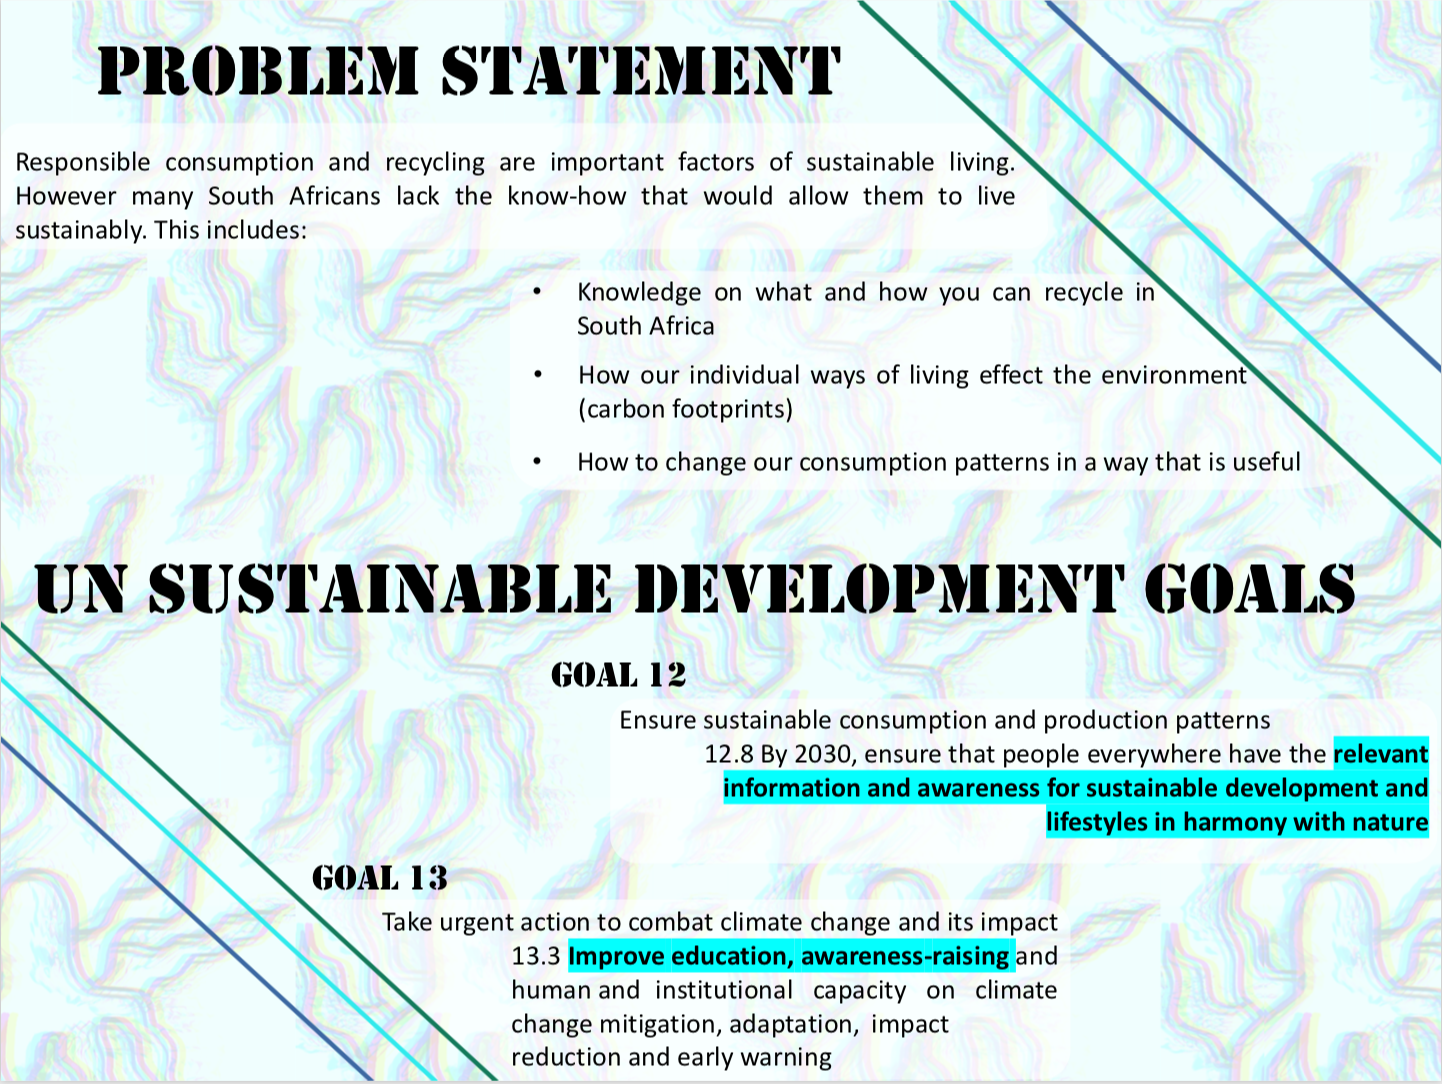 PROBLEM STATEMENT
Responsible consumption and recycling are important factors of sustainable living.
However many South Africans lack the know-how that would allow them to live
sustainably. This includes:
• Knowledge on what and how you can recycle in
South Africa
• How our individual ways of living effect the environment
(carbon footprints)
• How to change our consumption patterns in a way that is useful
UN SUSTAINABLE DEVELOPMENT GOALS
GOAL 12
Ensure sustainable consumption and production patterns
12.8 By 2030, ensure that people everywhere have the relevant
information and awareness for sustainable development and
lifestyles in harmony with nature
GOAL 13
Take urgent action to combat climate change and its impact
13.3 Improve education, awareness-raising and
human and institutional capacity on climate
change mitigation, adaptation, impact
reduction and early warning